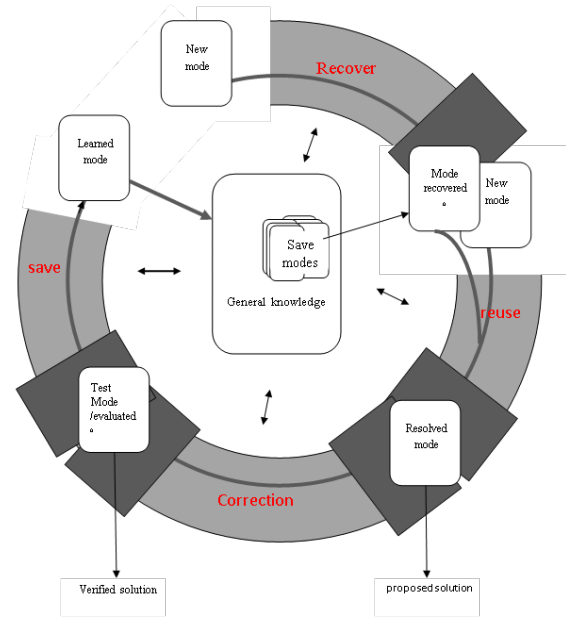 New
mode
Recover
Learned
mode
Mode
recovered
New
mode
Save
modes
General knowledge
save
reuse
Test
Mode
/evaluated
Resolved
mode
Correction
Verified solution
proposed solution